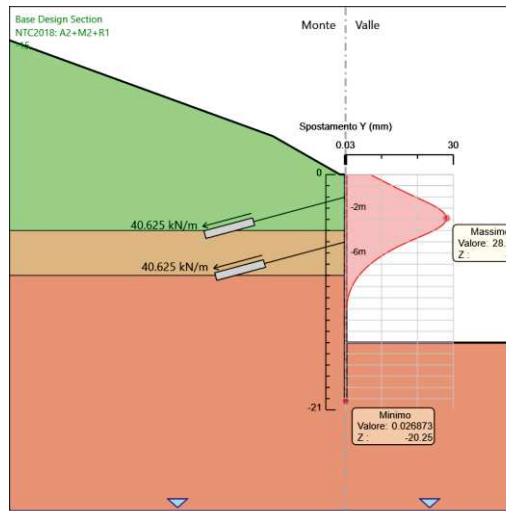 Base Design Section
NTC2018: A2+M2+R1
Monte
Valle
Spostamento Y (mm)
0.03
30
0
-2m
40.625 kN/m
Massimo
Valore: 28.
Z :
-6m
40.625 kN/m
-21
Minimo
Valore: 0.026873
Z : -20.25